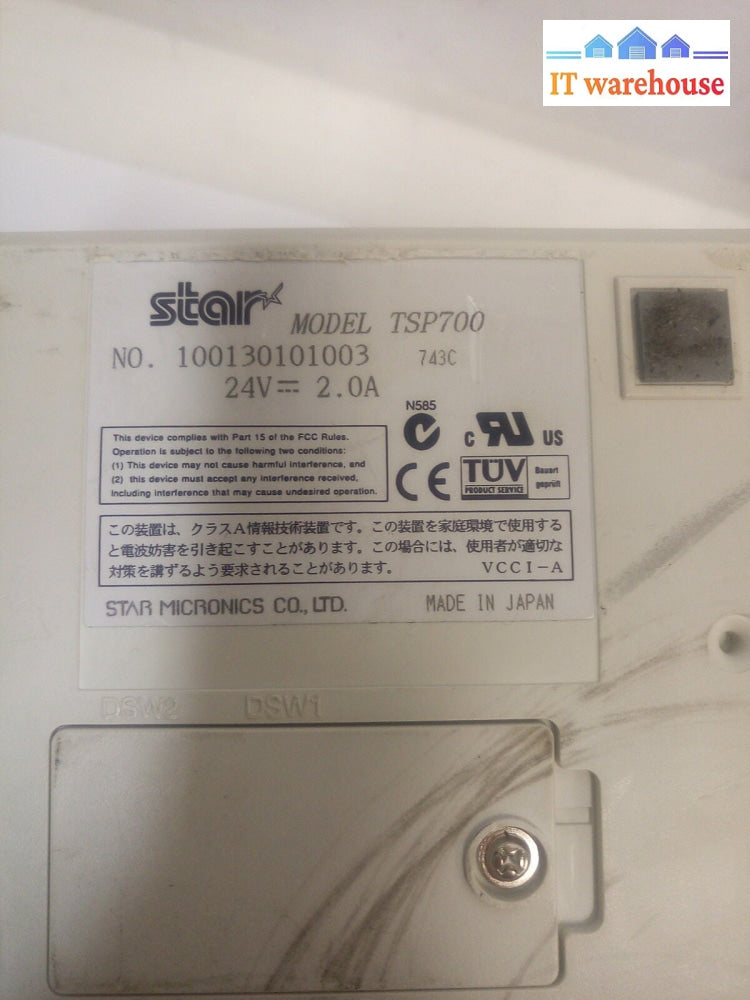 IT warehouse
star
MODEL TSP700
NO. 100130101003 743C
24V⎓ 2.0A
N585
c RU US
CE
TÜV
PRODUCT SERVICE
Bauart
geprüft
This device complies with Part 15 of the FCC Rules.
Operation is subject to the following two conditions:
(1) This device may not cause harmful interference, and
(2) this device must accept any interference received,
including interference that may cause undesired operation.
この装置は、クラスA情報技術装置です。この装置を家庭環境で使用する
と電波妨害を引き起こすことがあります。この場合には、使用者が適切な
対策を講ずるよう要求されることがあります。 VCCI-A
STAR MICRONICS CO., LTD. MADE IN JAPAN
DSW2 DSW1